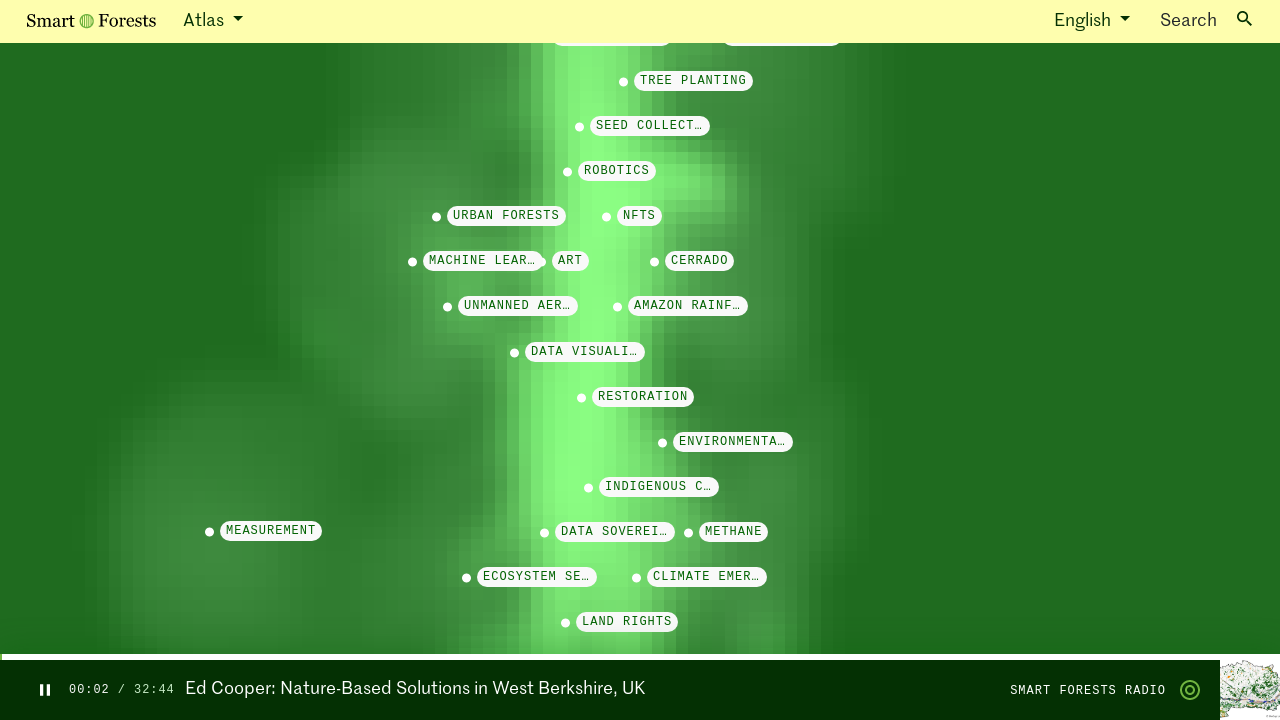 Smart Forests Atlas English Search
TREE PLANTING
SEED COLLECT…
ROBOTICS
URBAN FORESTS NFTS
MACHINE LEAR… ART CERRADO
UNMANNED AER… AMAZON RAINF…
DATA VISUALI…
RESTORATION
ENVIRONMENTA…
INDIGENOUS C…
MEASUREMENT DATA SOVEREI… METHANE
ECOSYSTEM SE… CLIMATE EMER…
LAND RIGHTS
00:02 / 32:44 Ed Cooper: Nature-Based Solutions in West Berkshire, UK SMART FORESTS RADIO